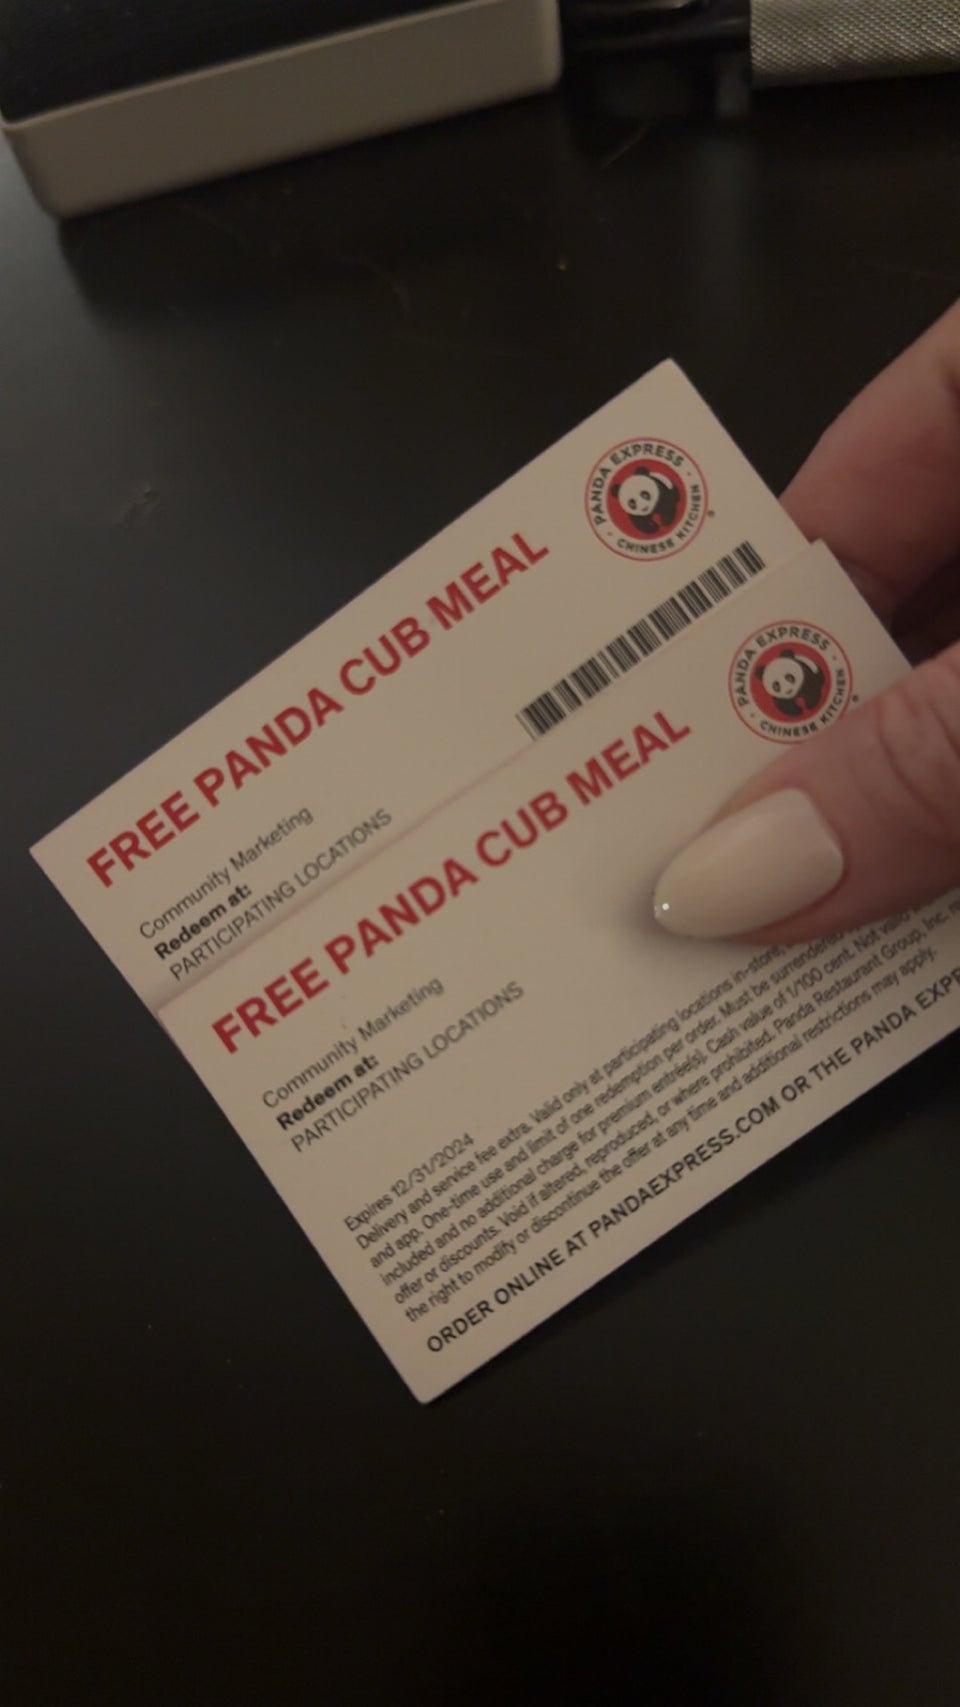 PANDA EXPRESS
CHINESE KITCHEN
FREE PANDA CUB MEAL
Community Marketing
Redeem at:
PARTICIPATING LOCATIONS
PANDA EXPRESS
CHINESE KITCHEN
FREE PANDA CUB MEAL
Community Marketing
Redeem at:
PARTICIPATING LOCATIONS
Expires 12/31/2024
Delivery and service fee extra. Valid only at participating locations in-store,
and app. One-time use and limit of one redemption per order. Must be surrendered
included and no additional charge for premium entrée(s). Cash value of 1/100 cent. Not valid
offer or discounts. Void if altered, reproduced, or where prohibited. Panda Restaurant Group, Inc.
the right to modify or discontinue the offer at any time and additional restrictions may apply.
ORDER ONLINE AT PANDAEXPRESS.COM OR THE PANDA EXPR